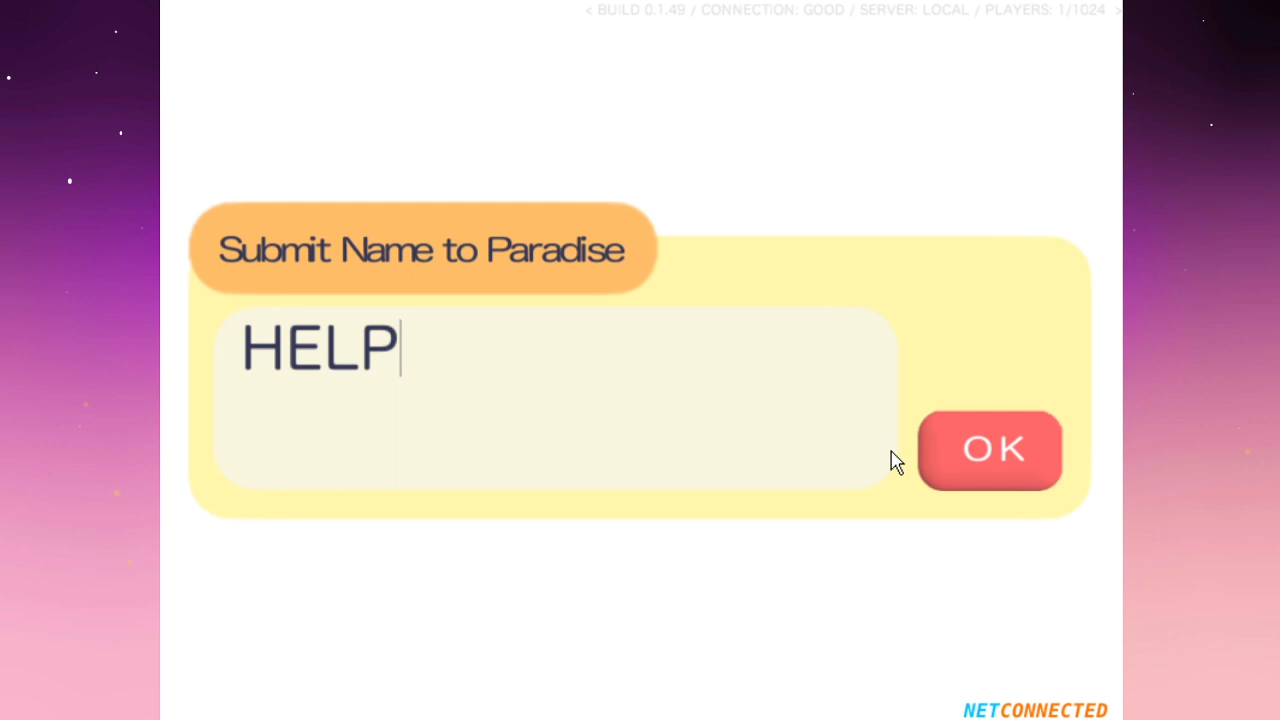 < BUILD 0.1.49 / CONNECTION: GOOD / SERVER: LOCAL / PLAYERS: 1/1024 >
Submit Name to Paradise
HELP
OK
NETCONNECTED